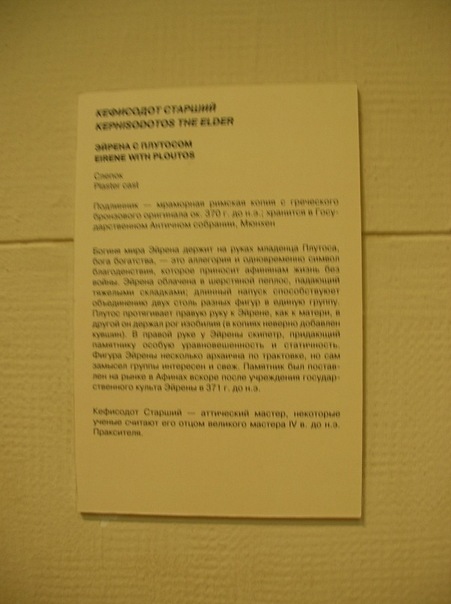 КЕФИСОДОТ СТАРШИЙ
KEPHISODOTOS THE ELDER
ЭЙРЕНА С ПЛУТОСОМ
EIRENE WITH PLOUTOS
Слепок
Plaster cast
Подлинник — мраморная римская копия с греческого
бронзового оригинала ок. 370 г. до н.э.; хранится в Госу-
дарственном Античном собрании, Мюнхен
Богиня мира Эйрена держит на руках младенца Плутоса,
бога богатства, — это аллегория и одновременно символ
благоденствия, которое приносит афинянам жизнь без
войны. Эйрена облачена в шерстяной пеплос, падающий
тяжелыми складками; длинный напуск способствуют
объединению двух столь разных фигур в единую группу.
Плутос протягивает правую руку к Эйрене, как к матери, в
другой он держал рог изобилия (в копиях неверно добавлен
кувшин). В правой руке у Эйрены скипетр, придающий
памятнику особую уравновешенность и статичность.
Фигура Эйрены несколько архаична по трактовке, но сам
замысел группы интересен и свеж. Памятник был постав-
лен на рынке в Афинах вскоре после учреждения государ-
ственного культа Эйрены в 371 г. до н.э.
Кефисодот Старший — аттический мастер, некоторые
ученые считают его отцом великого мастера IV в. до н.э.
Праксителя.